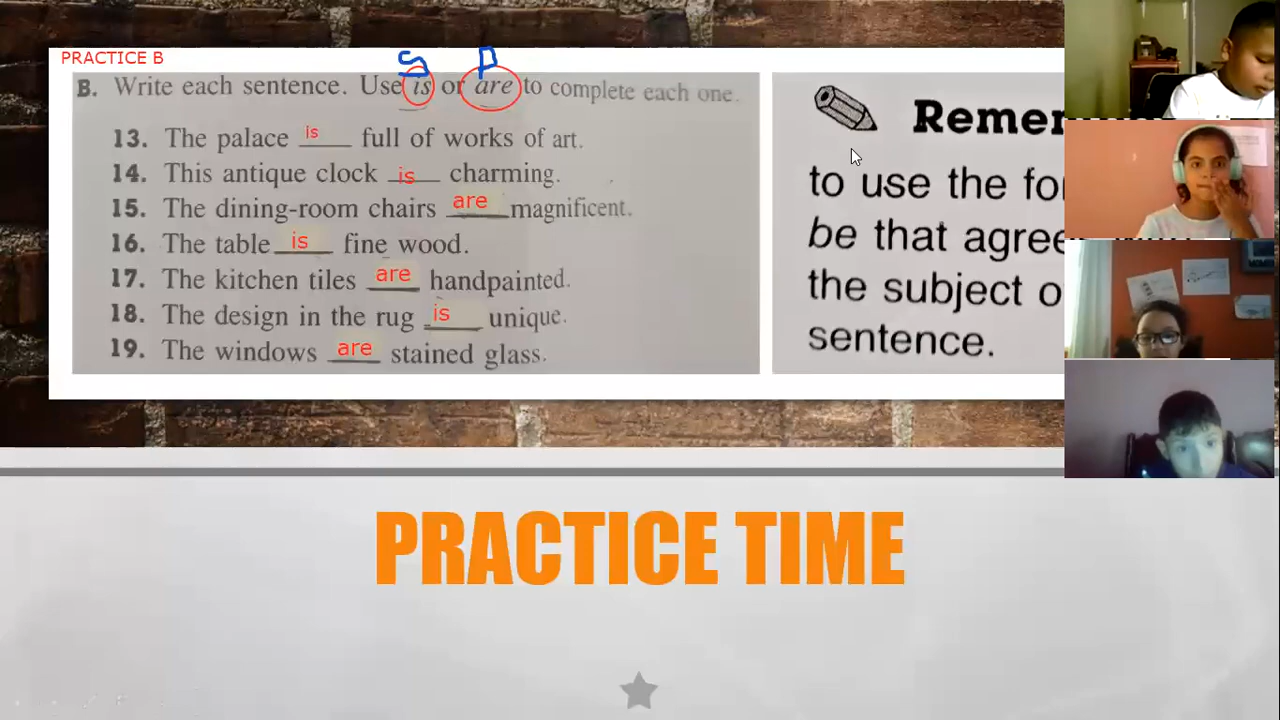 PRACTICE B
S P
B. Write each sentence. Use is or are to complete each one.
13. The palace is full of works of art.
14. This antique clock is charming.
15. The dining-room chairs are magnificent.
16. The table is fine wood.
17. The kitchen tiles are handpainted.
18. The design in the rug is unique.
19. The windows are stained glass.
Remem
to use the fo
be that agree
the subject o
sentence.
PRACTICE TIME